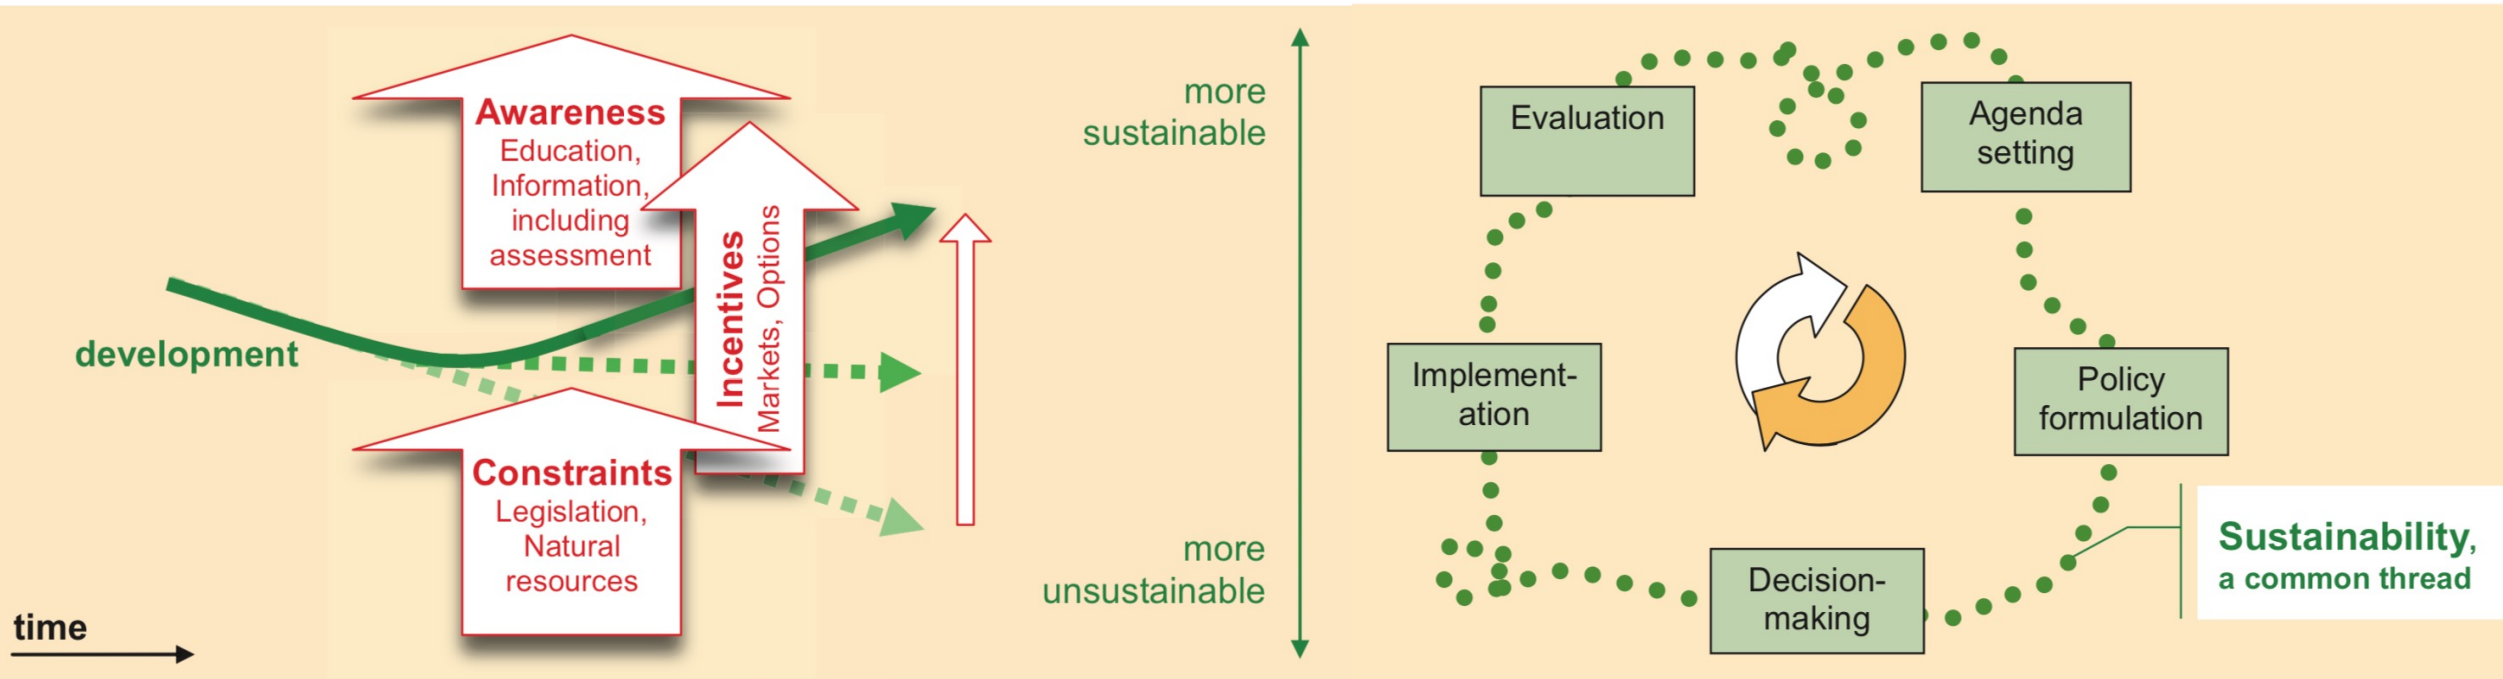 Awareness
Education,
Information,
including
assessment
Incentives
Markets, Options
development
Constraints
Legislation,
Natural
resources
time
more
sustainable
more
unsustainable
Evaluation
Agenda
setting
Implement-
ation
Policy
formulation
Decision-
making
Sustainability,
a common thread